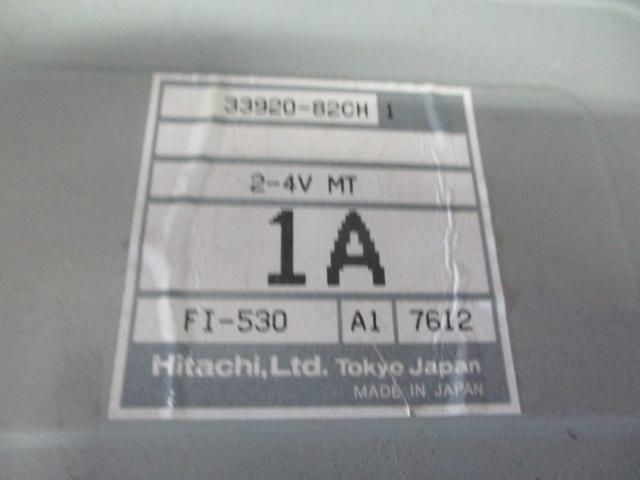 33920-82CH 1
2-4V MT
1A
FI-530 A1 7612
Hitachi, Ltd. Tokyo Japan
MADE IN JAPAN